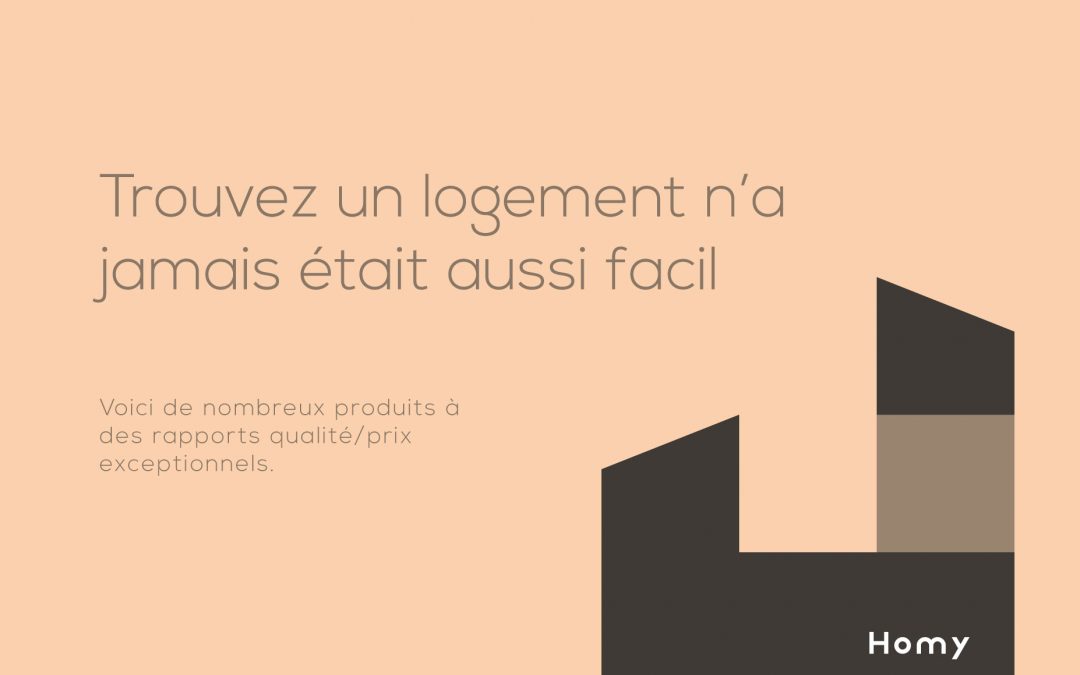 Trouvez un logement n’a
jamais était aussi facil
Voici de nombreux produits à
des rapports qualité/prix
exceptionnels.
Homy